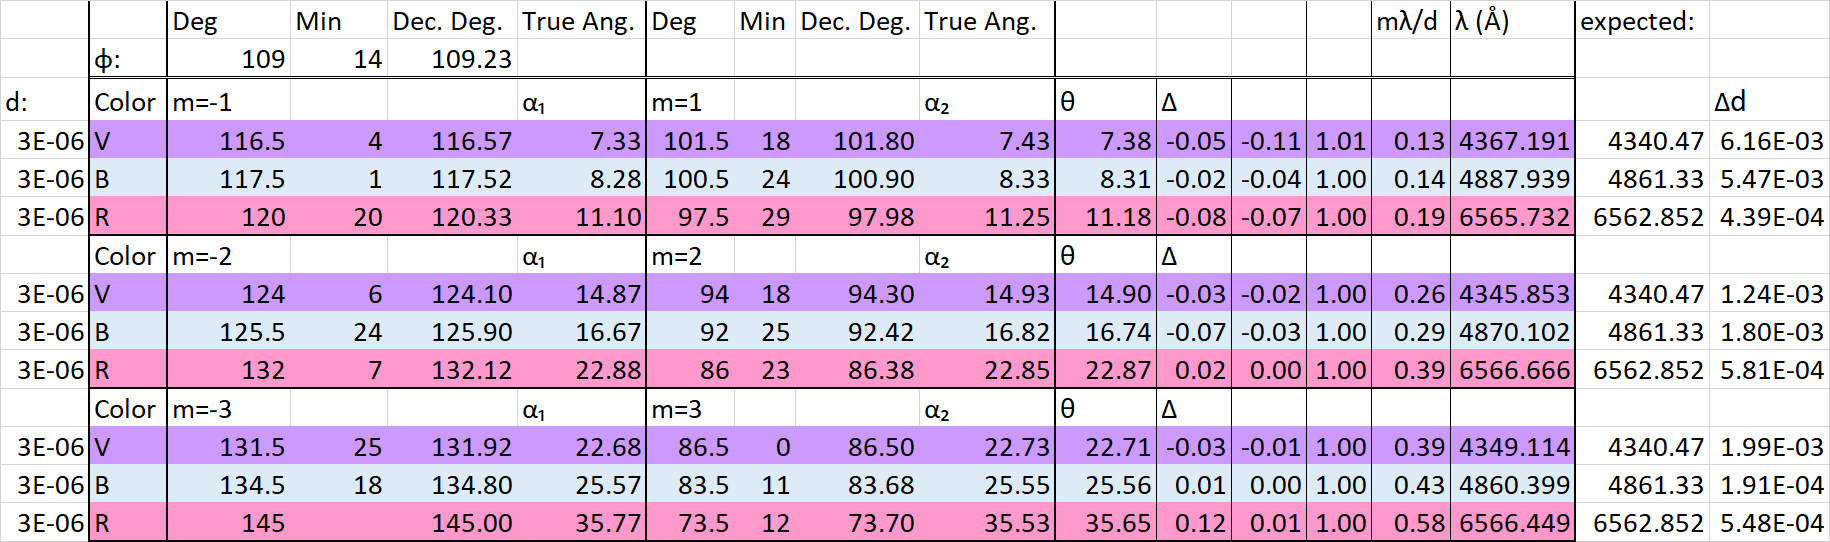 Deg Min Dec. Deg. True Ang. Deg Min Dec. Deg. True Ang. mλ/d λ (Å) expected:
ϕ: 109 14 109.23
d: Color m=-1 α₁ m=1 α₂ θ Δ Δd
3E-06 V 116.5 4 116.57 7.33 101.5 18 101.80 7.43 7.38 -0.05 -0.11 1.01 0.13 4367.191 4340.47 6.16E-03
3E-06 B 117.5 1 117.52 8.28 100.5 24 100.90 8.33 8.31 -0.02 -0.04 1.00 0.14 4887.939 4861.33 5.47E-03
3E-06 R 120 20 120.33 11.10 97.5 29 97.98 11.25 11.18 -0.08 -0.07 1.00 0.19 6565.732 6562.852 4.39E-04
Color m=-2 α₁ m=2 α₂ θ Δ
3E-06 V 124 6 124.10 14.87 94 18 94.30 14.93 14.90 -0.03 -0.02 1.00 0.26 4345.853 4340.47 1.24E-03
3E-06 B 125.5 24 125.90 16.67 92 25 92.42 16.82 16.74 -0.07 -0.03 1.00 0.29 4870.102 4861.33 1.80E-03
3E-06 R 132 7 132.12 22.88 86 23 86.38 22.85 22.87 0.02 0.00 1.00 0.39 6566.666 6562.852 5.81E-04
Color m=-3 α₁ m=3 α₂ θ Δ
3E-06 V 131.5 25 131.92 22.68 86.5 0 86.50 22.73 22.71 -0.03 -0.01 1.00 0.39 4349.114 4340.47 1.99E-03
3E-06 B 134.5 18 134.80 25.57 83.5 11 83.68 25.55 25.56 0.01 0.00 1.00 0.43 4860.399 4861.33 1.91E-04
3E-06 R 145 145.00 35.77 73.5 12 73.70 35.53 35.65 0.12 0.01 1.00 0.58 6566.449 6562.852 5.48E-04